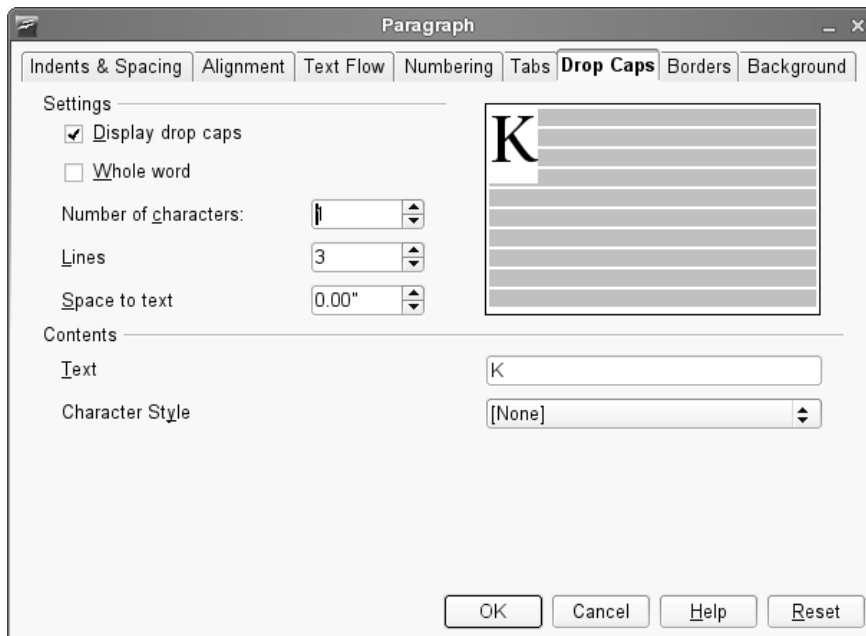 Paragraph
Indents & Spacing Alignment Text Flow Numbering Tabs Drop Caps Borders Background
Settings
Display drop caps
Whole word
Number of characters: 1
Lines 3
Space to text 0.00"
K
Contents
Text K
Character Style [None]
OK Cancel Help Reset